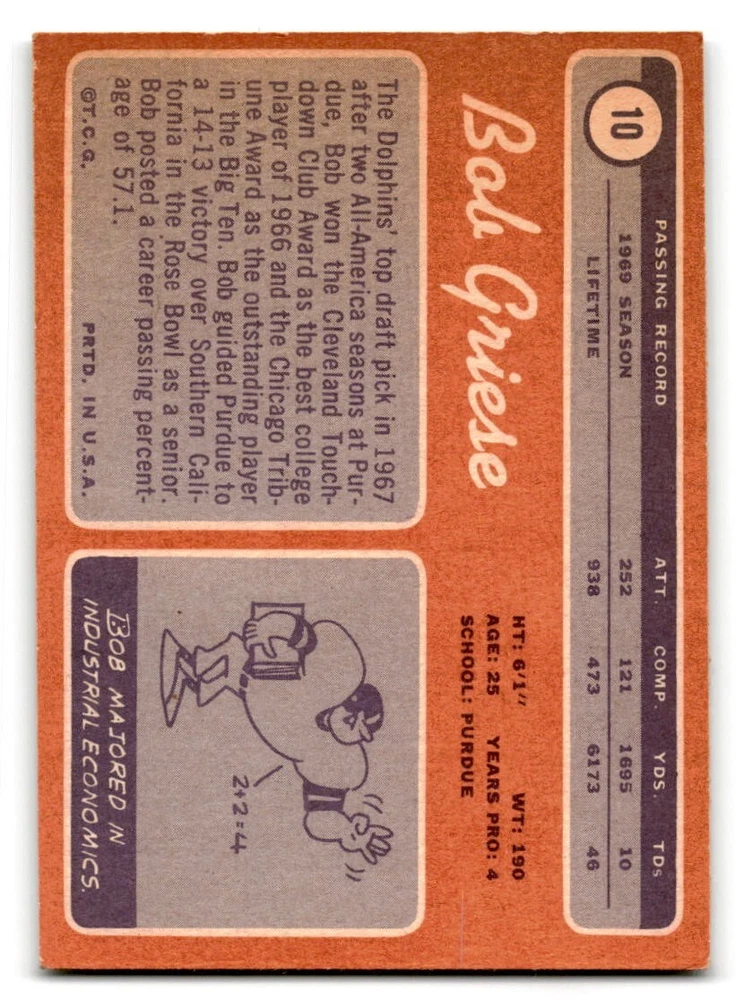 10
PASSING RECORD ATT. COMP. YDS. TDs
1969 SEASON 252 121 1695 10
LIFETIME 938 473 6173 46
Bob Griese
HT: 6'1" WT: 190
AGE: 25 YEARS PRO: 4
SCHOOL: PURDUE
The Dolphins' top draft pick in 1967
after two All-America seasons at Pur-
due, Bob won the Cleveland Touch-
down Club Award as the best college
player of 1966 and the Chicago Trib-
une Award as the outstanding player
in the Big Ten. Bob guided Purdue to
a 14-13 victory over Southern Cali-
fornia in the Rose Bowl as a senior.
Bob posted a career passing percent-
age of 57.1.
©T.C.G. PRTD. IN U.S.A.
2+2=4
BOB MAJORED IN
INDUSTRIAL ECONOMICS.